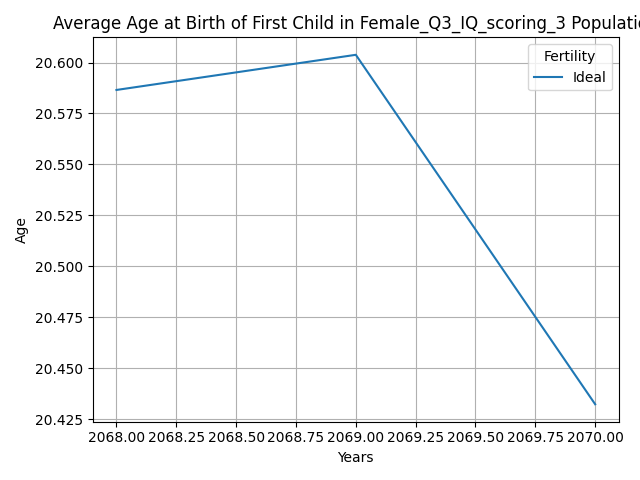 Average Age at Birth of First Child in Female_Q3_IQ_scoring_3 Populati
Fertility
Ideal
20.600
20.575
20.550
20.525
20.500
20.475
20.450
20.425
Age
2068.00 2068.25 2068.50 2068.75 2069.00 2069.25 2069.50 2069.75 2070.00
Years